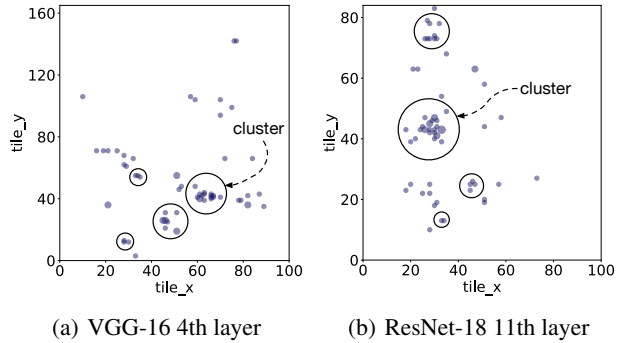 160
120
80
40
0
tile_y
cluster
0 20 40 60 80 100
tile_x
(a) VGG-16 4th layer
80
60
40
20
0
tile_y
cluster
0 20 40 60 80 100
tile_x
(b) ResNet-18 11th layer